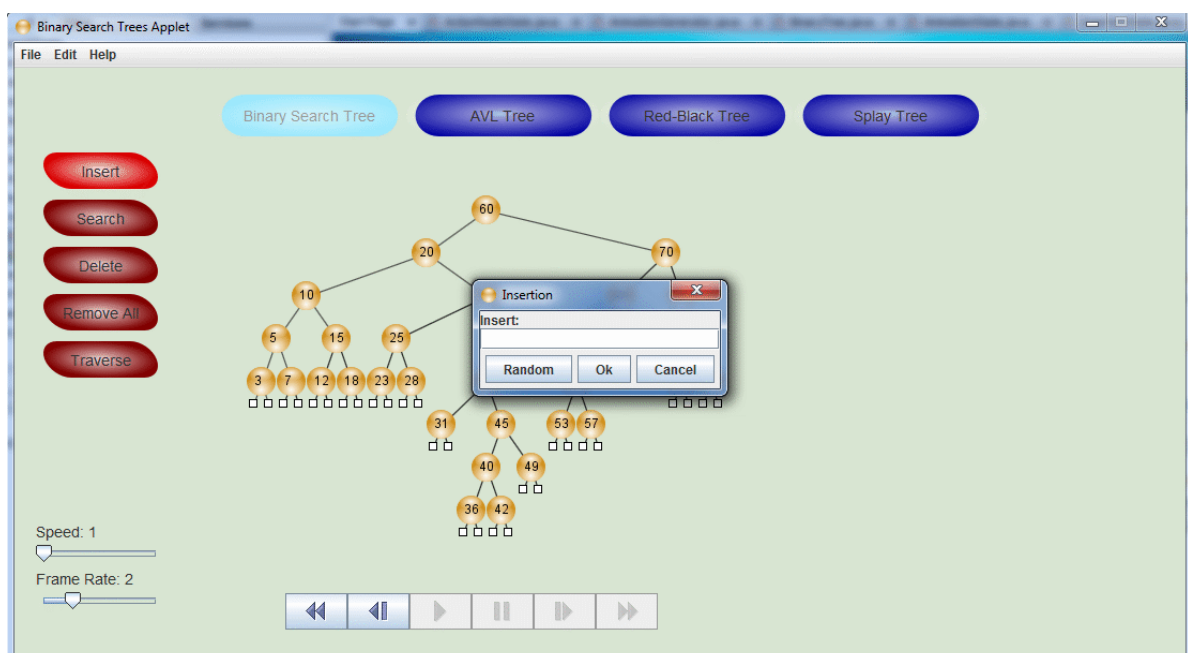 Binary Search Trees Applet
File Edit Help
Binary Search Tree AVL Tree Red-Black Tree Splay Tree
Insert
Search
Delete
Remove All
Traverse
60
20 70
10
5 15 25
3 7 12 18 23 28
31 45 53 57
40 49
36 42
Insertion
Insert:
Random Ok Cancel
Speed: 1
Frame Rate: 2